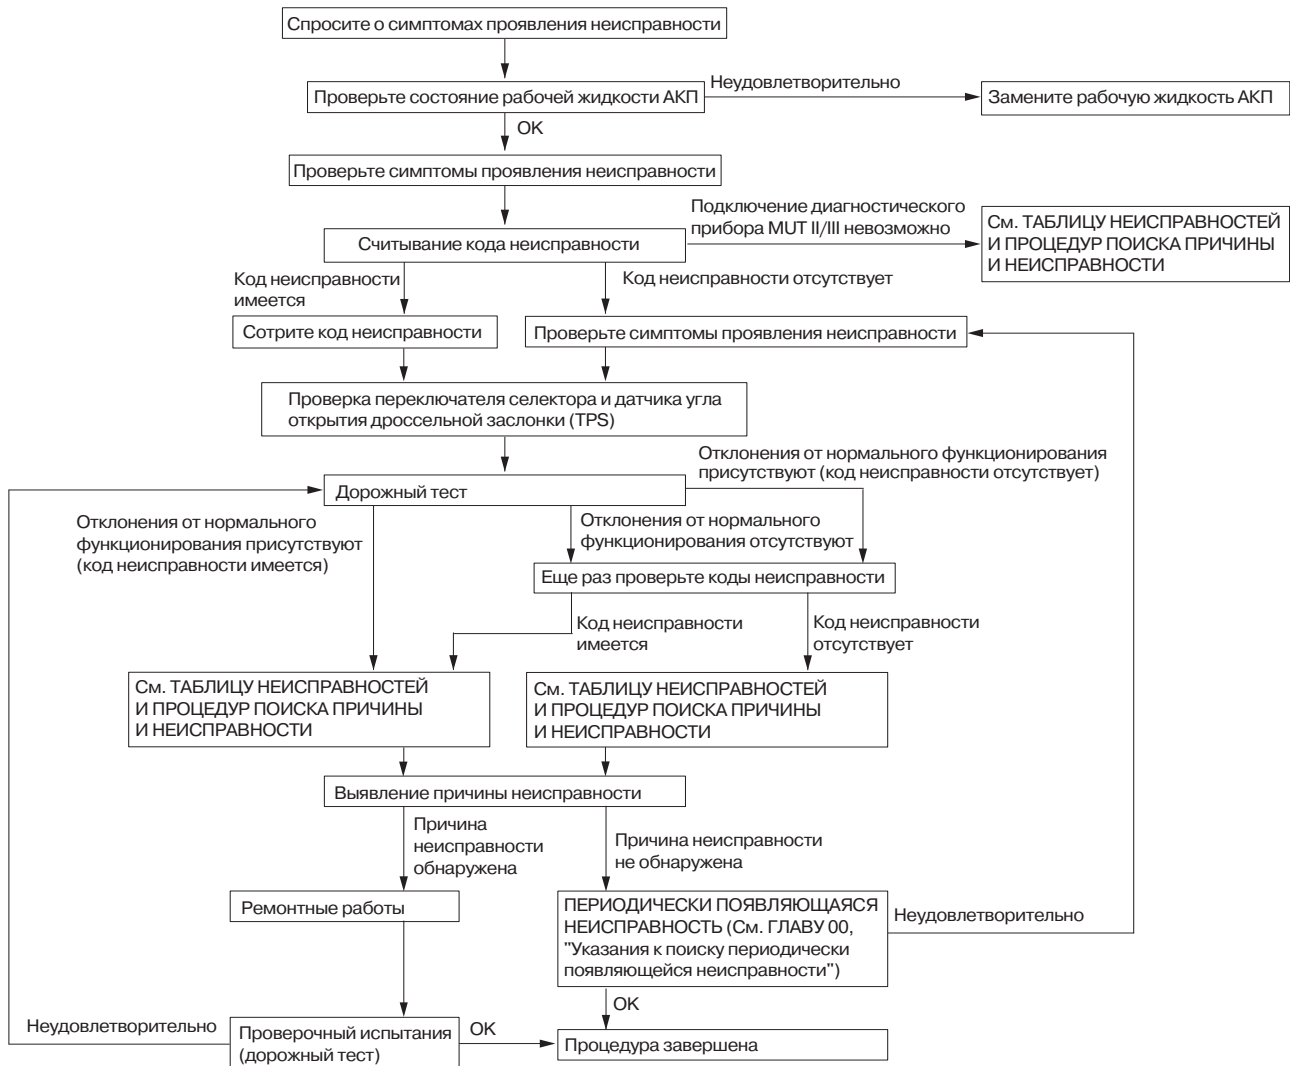 Спросите о симптомах проявления неисправности
Проверьте состояние рабочей жидкости АКП
Неудовлетворительно
Замените рабочую жидкость АКП
OK
Проверьте симптомы проявления неисправности
Считывание кода неисправности
Подключение диагностического
прибора MUT II/III невозможно
См. ТАБЛИЦУ НЕИСПРАВНОСТЕЙ
И ПРОЦЕДУР ПОИСКА ПРИЧИНЫ
И НЕИСПРАВНОСТИ
Код неисправности
имеется
Код неисправности отсутствует
Сотрите код неисправности
Проверьте симптомы проявления неисправности
Проверка переключателя селектора и датчика угла
открытия дроссельной заслонки (TPS)
Отклонения от нормального функционирования
присутствуют (код неисправности отсутствует)
Дорожный тест
Отклонения от нормального
функционирования присутствуют
(код неисправности имеется)
Отклонения от нормального
функционирования отсутствуют
Еще раз проверьте коды неисправности
Код неисправности
имеется
Код неисправности
отсутствует
См. ТАБЛИЦУ НЕИСПРАВНОСТЕЙ
И ПРОЦЕДУР ПОИСКА ПРИЧИНЫ
И НЕИСПРАВНОСТИ
См. ТАБЛИЦУ НЕИСПРАВНОСТЕЙ
И ПРОЦЕДУР ПОИСКА ПРИЧИНЫ
И НЕИСПРАВНОСТИ
Выявление причины неисправности
Причина
неисправности
обнаружена
Причина неисправности
не обнаружена
Ремонтные работы
ПЕРИОДИЧЕСКИ ПОЯВЛЯЮЩАЯСЯ
НЕИСПРАВНОСТЬ (См. ГЛАВУ 00,
"Указания к поиску периодически
появляющейся неисправности")
Неудовлетворительно
OK
Неудовлетворительно
Проверочный испытания
(дорожный тест)
OK
Процедура завершена